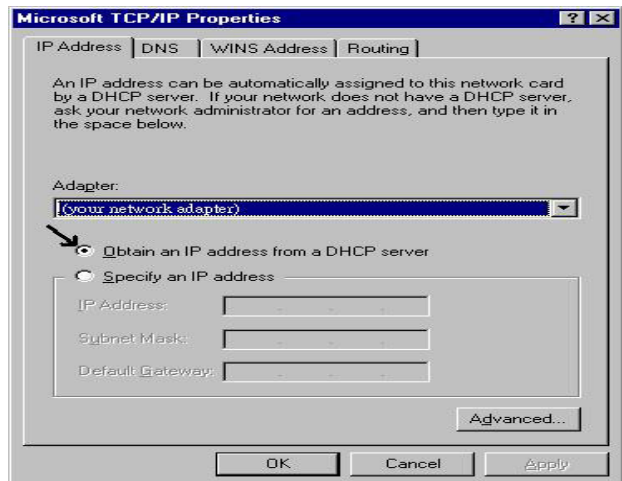 Microsoft TCP/IP Properties
IP Address DNS WINS Address Routing
An IP address can be automatically assigned to this network card
by a DHCP server. If your network does not have a DHCP server,
ask your network administrator for an address, and then type it in
the space below.
Adapter:
(your network adapter)
Obtain an IP address from a DHCP server
Specify an IP address
IP Address:
Subnet Mask:
Default Gateway:
Advanced...
OK Cancel Apply